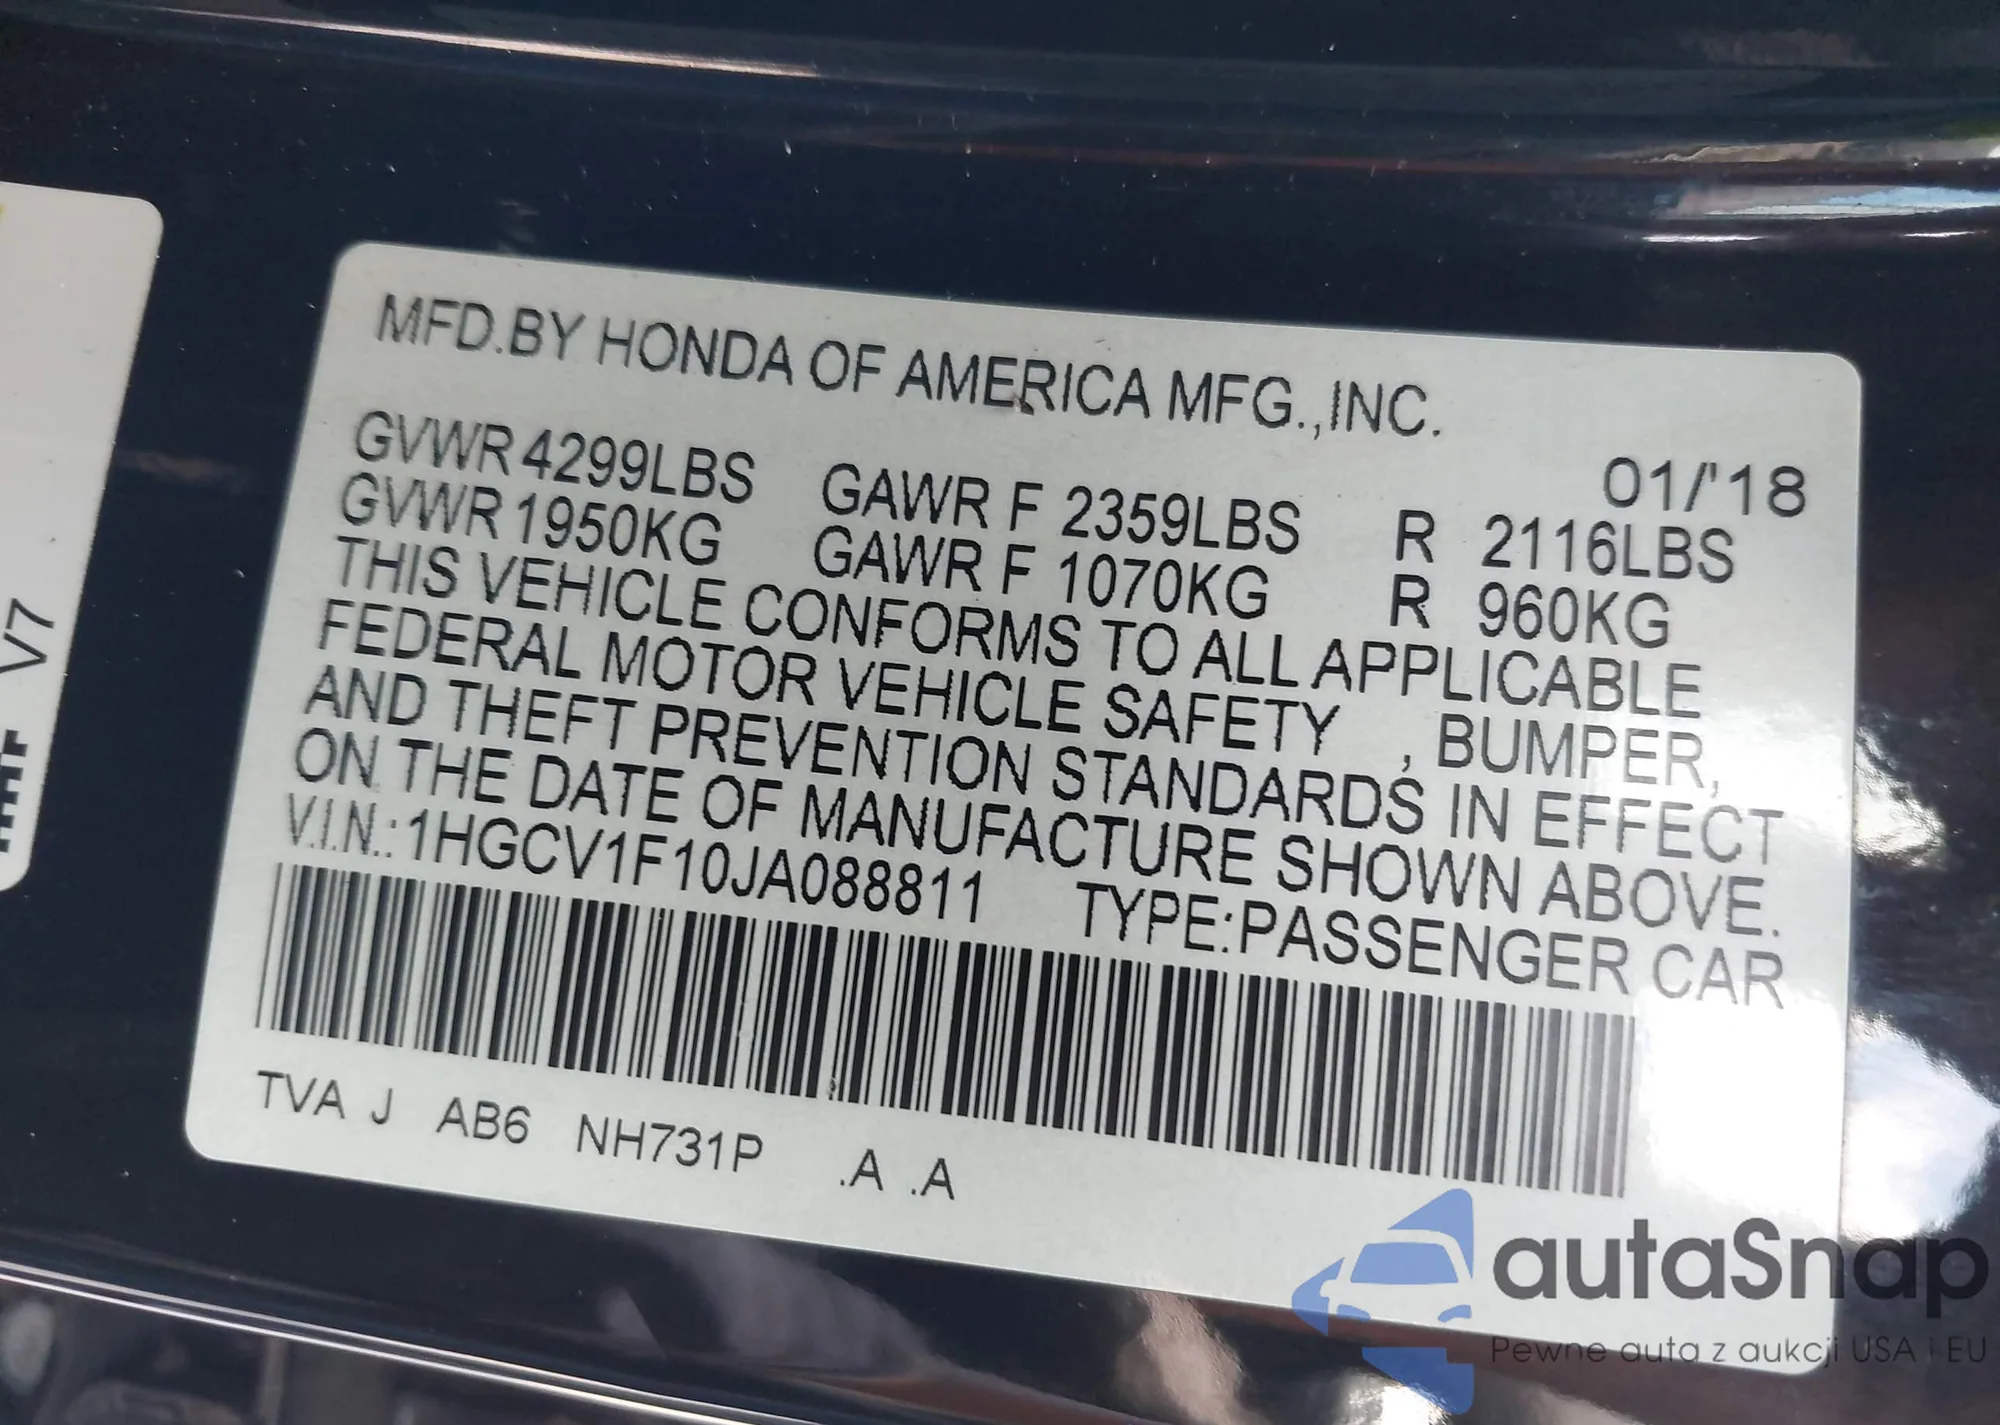 MFD.BY HONDA OF AMERICA MFG.,INC.
01/'18
GVWR 4299LBS GAWR F 2359LBS R 2116LBS
GVWR 1950KG GAWR F 1070KG R 960KG
THIS VEHICLE CONFORMS TO ALL APPLICABLE
FEDERAL MOTOR VEHICLE SAFETY , BUMPER,
AND THEFT PREVENTION STANDARDS IN EFFECT
ON THE DATE OF MANUFACTURE SHOWN ABOVE.
V.I.N.: 1HGCV1F10JA088811 TYPE:PASSENGER CAR
TVA J AB6 NH731P .A .A
V7
autaSnap
Pewne auta z aukcji USA i EU